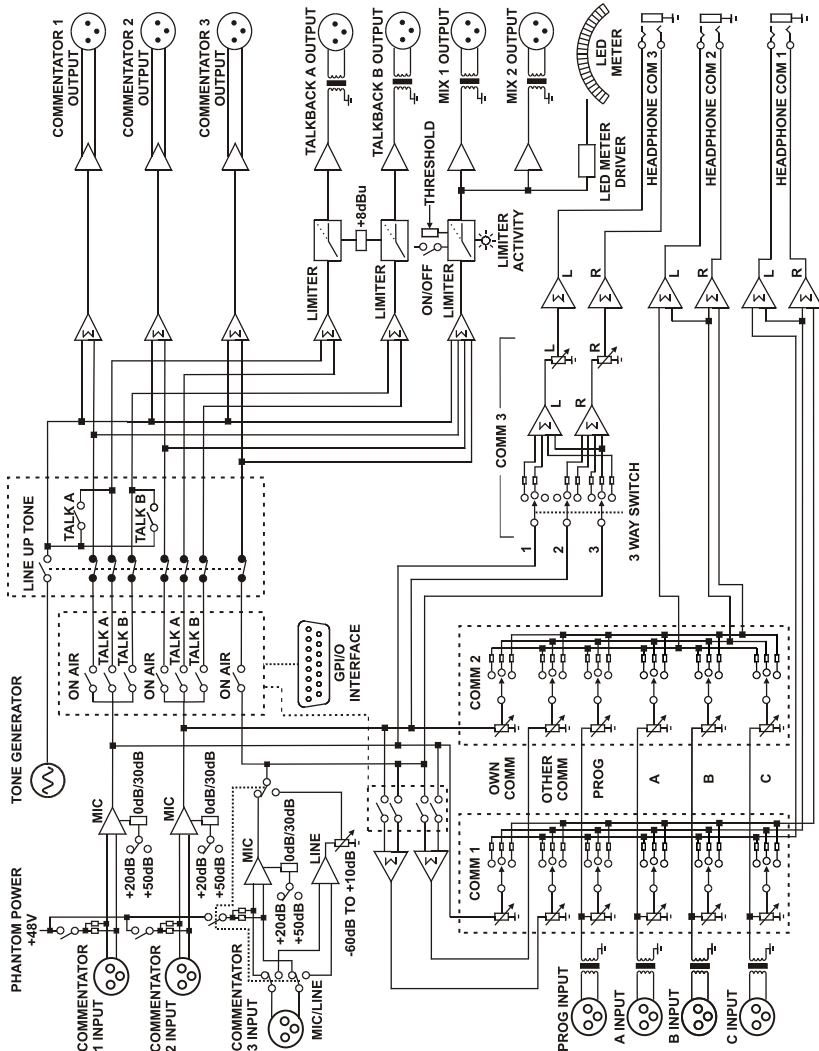 COMMENTATOR 1
OUTPUT
COMMENTATOR 2
OUTPUT
COMMENTATOR 3
OUTPUT
TALKBACK A OUTPUT
TALKBACK B OUTPUT
MIX 1 OUTPUT
MIX 2 OUTPUT
LED
METER
HEADPHONE COM 3
HEADPHONE COM 2
HEADPHONE COM 1
+8dBu
THRESHOLD
LED METER
DRIVER
LIMITER
LIMITER
ON/OFF
LIMITER
LIMITER
ACTIVITY
L
R
L
R
L
R
L
R
L
R
Σ
Σ
Σ
Σ
Σ
Σ
Σ
Σ
Σ
Σ
Σ
Σ
Σ
Σ
COMM 3
1
2
3
3 WAY SWITCH
LINE UP TONE
TALK A
TALK B
ON AIR
TALK A
TALK B
ON AIR
TALK A
TALK B
ON AIR
GPI/O
INTERFACE
TONE GENERATOR
COMM 2
OWN
COMM
OTHER
COMM
PROG
A
B
C
COMM 1
Σ
Σ
MIC
0dB/30dB
+20dB
+50dB
MIC
0dB/30dB
+20dB
+50dB
MIC
0dB/30dB
+20dB
+50dB
LINE
-60dB TO +10dB
PHANTOM POWER
+48V
COMMENTATOR
1 INPUT
COMMENTATOR
2 INPUT
COMMENTATOR
3 INPUT
MIC/LINE
PROG INPUT
A INPUT
B INPUT
C INPUT